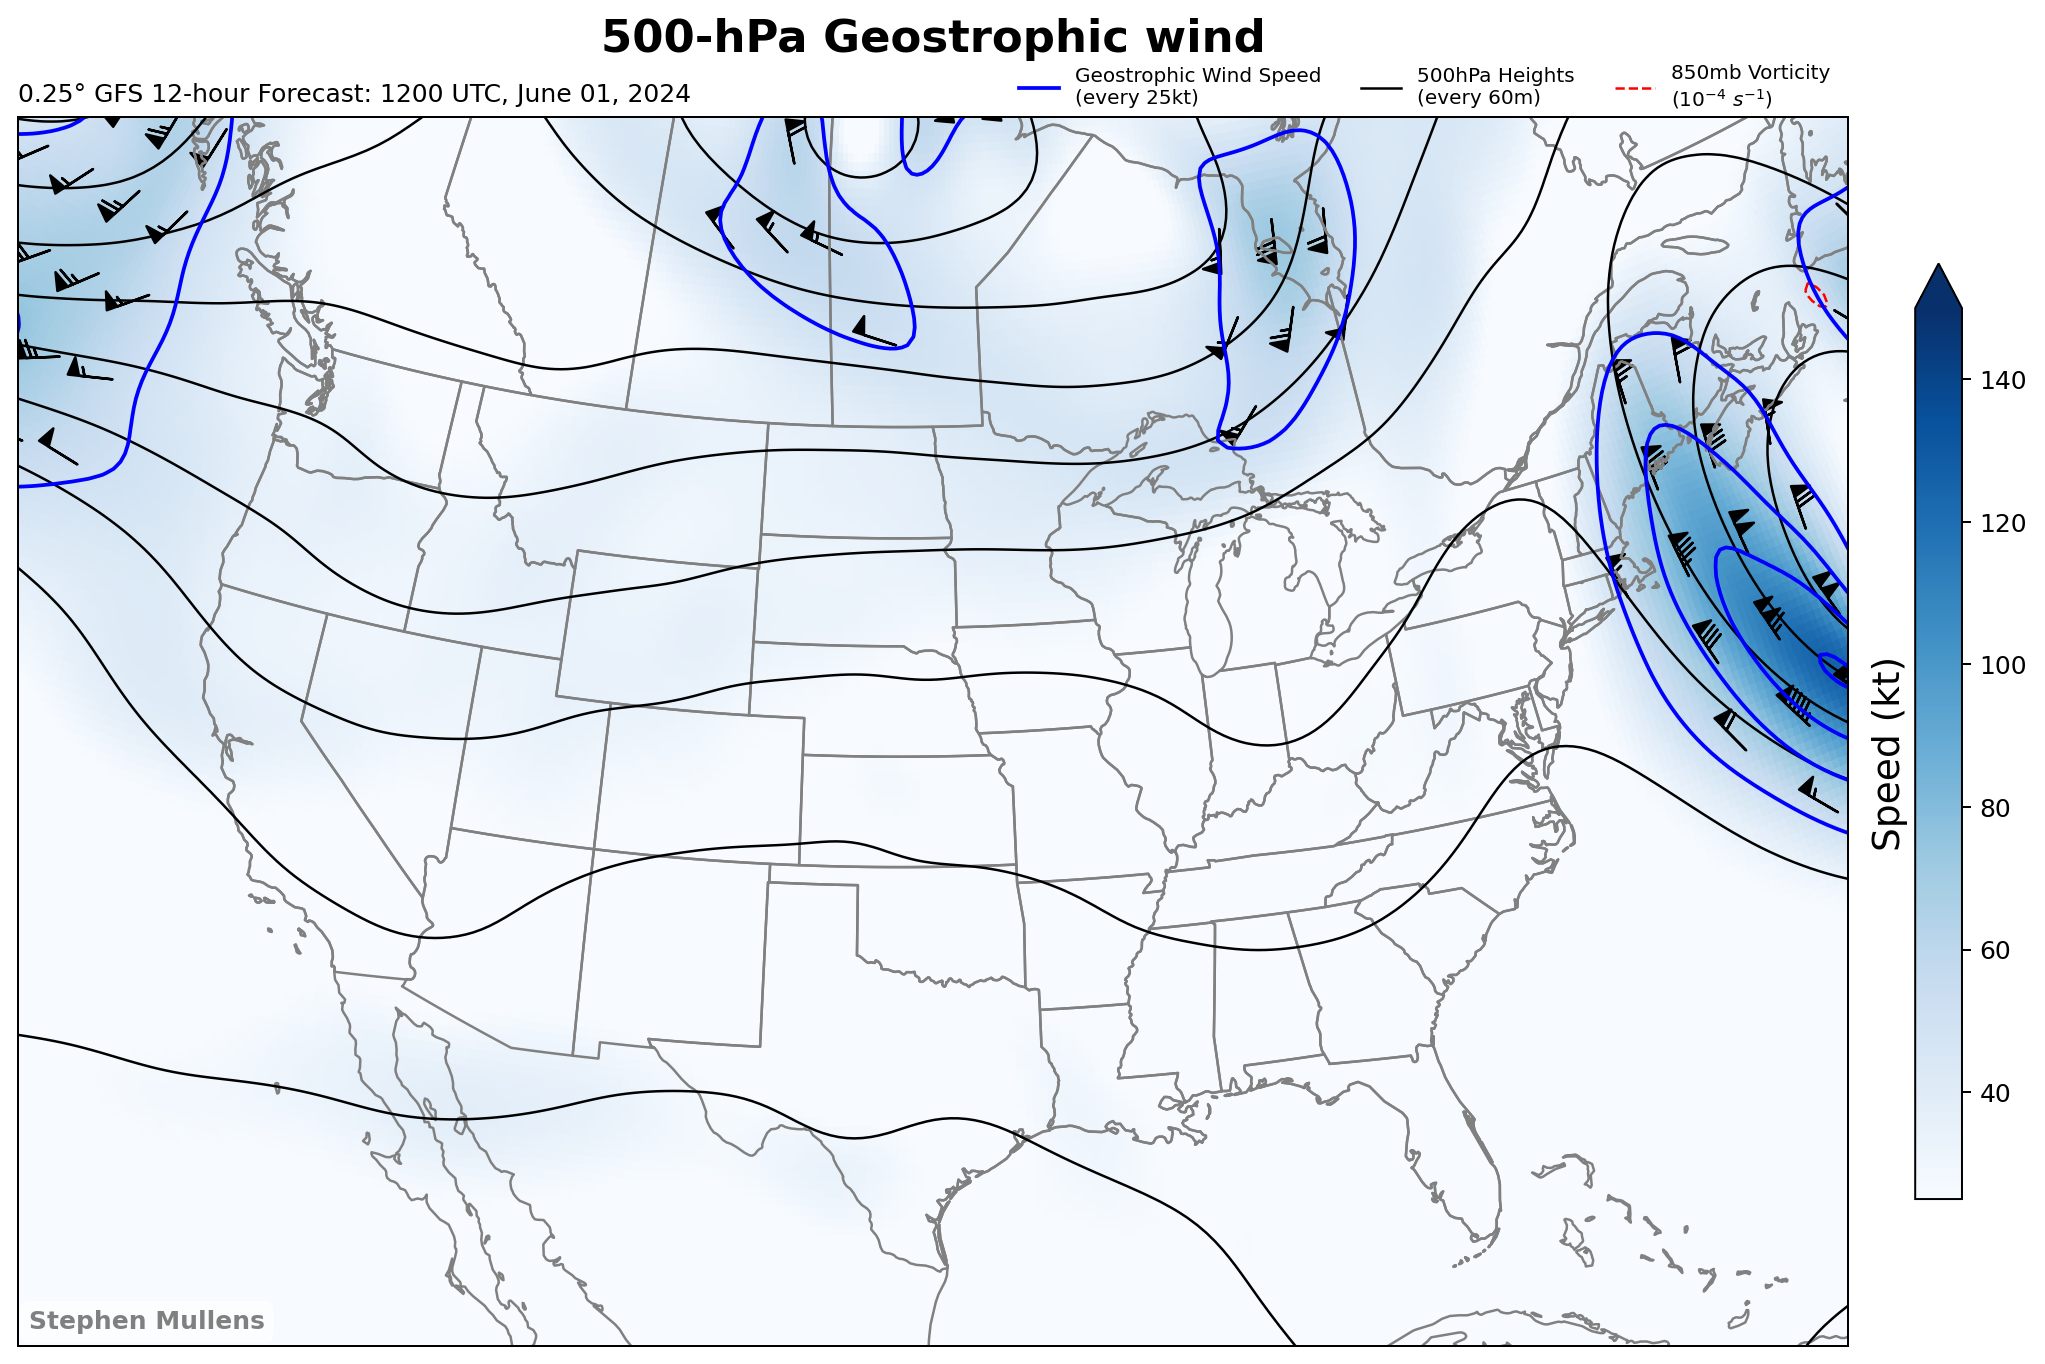 500-hPa Geostrophic wind
0.25° GFS 12-hour Forecast: 1200 UTC, June 01, 2024
Geostrophic Wind Speed
(every 25kt)
500hPa Heights
(every 60m)
850mb Vorticity
(10⁻⁴ s⁻¹)
140
120
100
80
60
40
Speed (kt)
Stephen Mullens